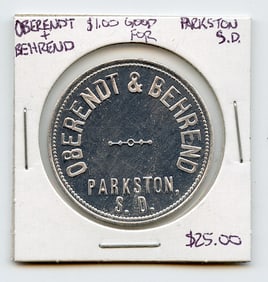 OBERENDT
+
BEHREND
$1.00 GOOD
FOR
PARKSTON
S.D.
OBERENDT & BEHREND
PARKSTON,
S. D.
$25.00